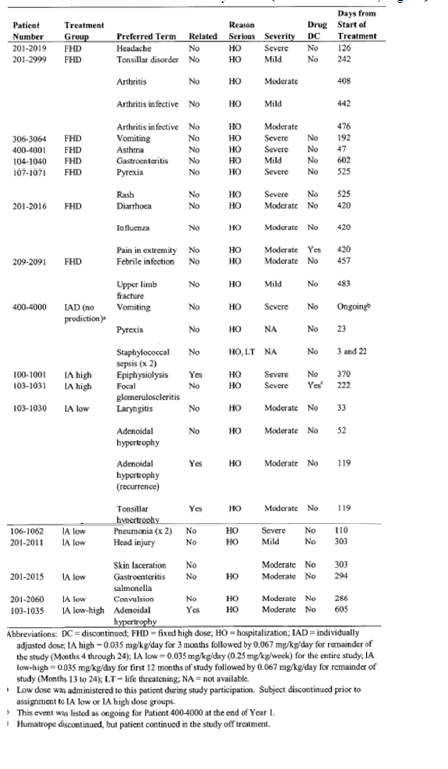 Patient Number Treatment Group Preferred Term Related Reason Serious Severity Drug DC Days from Start of Treatment
201-2019 FHD Headache No HO Severe No 126
201-2999 FHD Tonsillar disorder No HO Mild No 242
Arthritis No HO Moderate 408
Arthritis infective No HO Mild 442
Arthritis infective No HO Moderate 476
306-3064 FHD Vomiting No HO Severe No 192
400-4001 FHD Asthma No HO Severe No 47
104-1040 FHD Gastroenteritis No HO Mild No 602
107-1071 FHD Pyrexia No HO Severe No 525
Rash No HO Severe No 525
201-2016 FHD Diarrhoea No HO Moderate No 420
Influenza No HO Moderate No 420
Pain in extremity No HO Moderate Yes 420
209-2091 FHD Febrile infection No HO Moderate No 457
Upper limb fracture No HO Mild No 483
400-4000 IAD (no prediction)ᵃ Vomiting No HO Severe No Ongoingᵇ
Pyrexia No HO NA No 23
Staphylococcal sepsis (x 2) No HO, LT NA No 3 and 22
100-1001 IA high Epiphysiolysis Yes HO Severe No 370
103-1031 IA high Focal glomeruloscleritis No HO Severe Yesᶜ 222
103-1030 IA low Laryngitis No HO Moderate No 33
Adenoidal hypertrophy No HO Moderate No 52
Adenoidal hypertrophy (recurrence) Yes HO Moderate No 119
Tonsillar hypertrophy Yes HO Moderate No 119
106-1062 IA low Pneumonia (x 2) No HO Severe No 110
201-2011 IA low Head injury No HO Mild No 303
Skin laceration No Moderate No 303
201-2015 IA low Gastroenteritis salmonella No HO Moderate No 294
201-2060 IA low Convulsion No HO Moderate No 286
103-1035 IA low-high Adenoidal hypertrophy Yes HO Moderate No 605
Abbreviations: DC = discontinued; FHD = fixed high dose; HO = hospitalization; IAD = individually
adjusted dose; IA high = 0.035 mg/kg/day for 3 months followed by 0.067 mg/kg/day for remainder of
the study (Months 4 through 24); IA low = 0.035 mg/kg/day (0.25 mg/kg/week) for the entire study; IA
low-high = 0.035 mg/kg/day for first 12 months of study followed by 0.067 mg/kg/day for remainder of
study (Months 13 to 24); LT = life threatening; NA = not available.
Low dose was administered to this patient during study participation. Subject discontinued prior to
assignment to IA low or IA high dose groups.
This event was listed as ongoing for Patient 400-4000 at the end of Year 1.
Humatrope discontinued, but patient continued in the study off treatment.